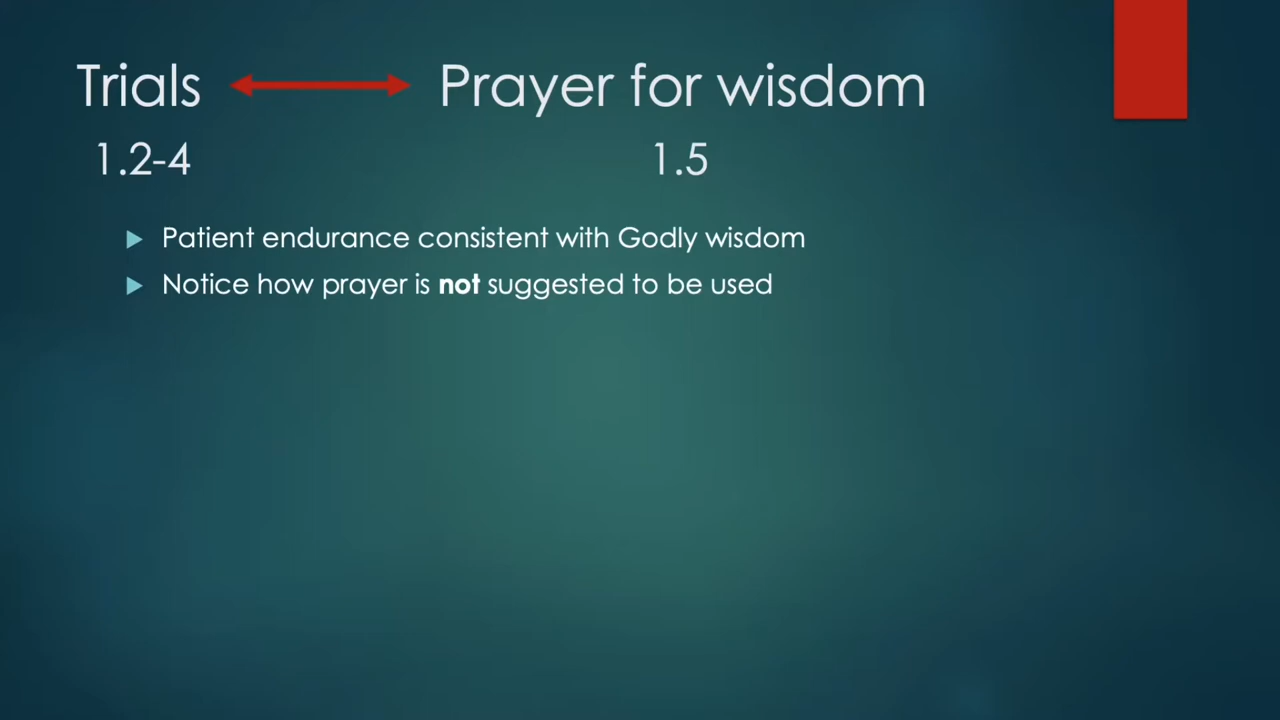 Trials Prayer for wisdom
1.2-4 1.5
Patient endurance consistent with Godly wisdom
Notice how prayer is not suggested to be used